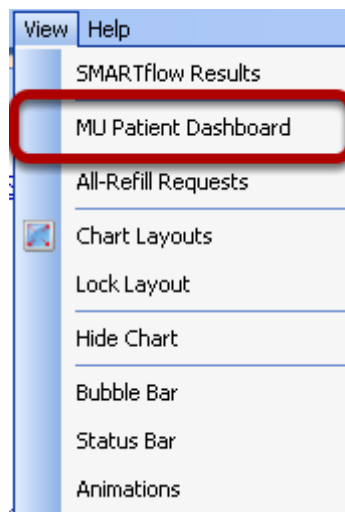 View Help
SMARTflow Results
MU Patient Dashboard
All-Refill Requests
Chart Layouts
Lock Layout
Hide Chart
Bubble Bar
Status Bar
Animations